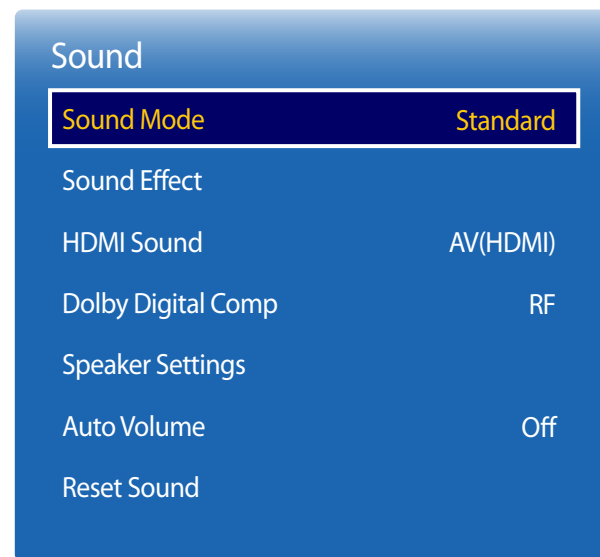 Sound
Sound Mode Standard
Sound Effect
HDMI Sound AV(HDMI)
Dolby Digital Comp RF
Speaker Settings
Auto Volume Off
Reset Sound